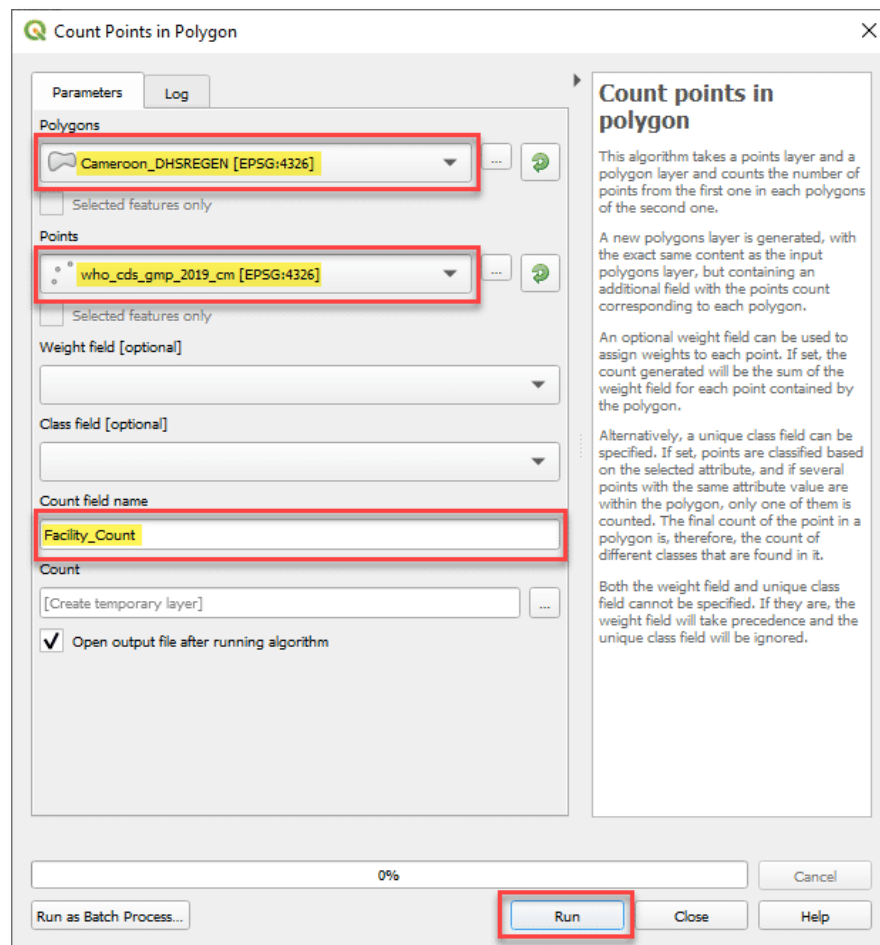 Count Points in Polygon
Parameters
Log
Polygons
Cameroon_DHSREGEN [EPSG:4326]
...
Selected features only
Points
who_cds_gmp_2019_cm [EPSG:4326]
...
Selected features only
Weight field [optional]
Class field [optional]
Count field name
Facility_Count
Count
[Create temporary layer]
...
Open output file after running algorithm
Count points in
polygon
This algorithm takes a points layer and a
polygon layer and counts the number of
points from the first one in each polygons
of the second one.
A new polygons layer is generated, with
the exact same content as the input
polygons layer, but containing an
additional field with the points count
corresponding to each polygon.
An optional weight field can be used to
assign weights to each point. If set, the
count generated will be the sum of the
weight field for each point contained by
the polygon.
Alternatively, a unique class field can be
specified. If set, points are classified based
on the selected attribute, and if several
points with the same attribute value are
within the polygon, only one of them is
counted. The final count of the point in a
polygon is, therefore, the count of
different classes that are found in it.
Both the weight field and unique class
field cannot be specified. If they are, the
weight field will take precedence and the
unique class field will be ignored.
0%
Cancel
Run as Batch Process...
Run
Close
Help